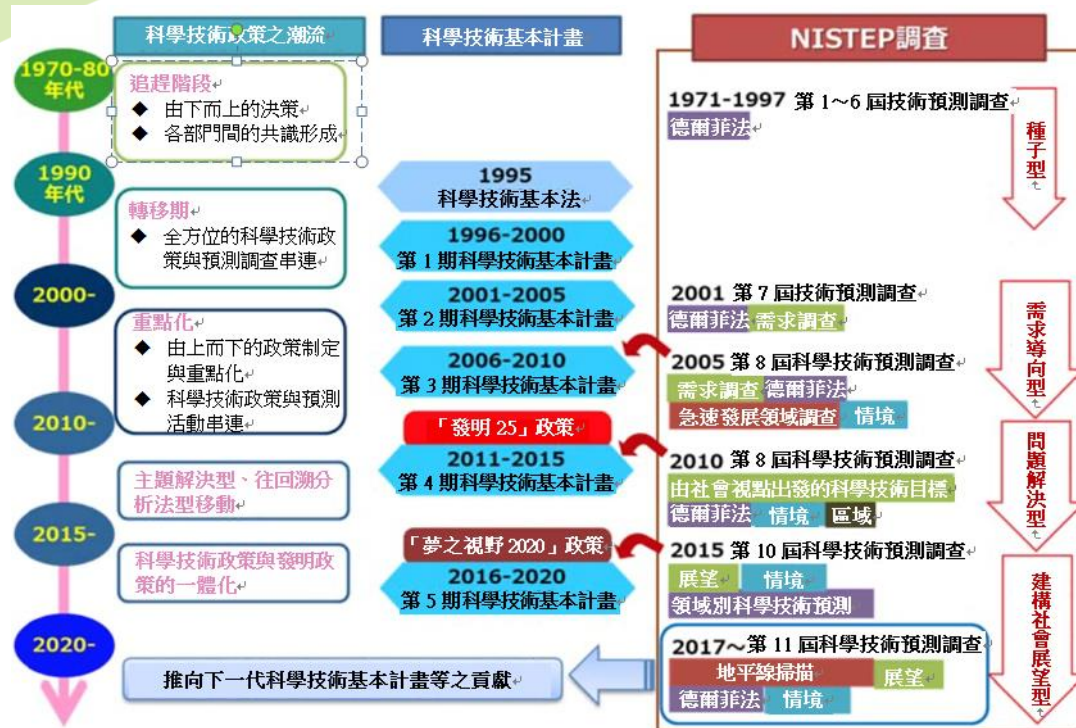 科學技術政策之潮流
科學技術基本計畫
NISTEP調查
1970-80
年代
追趕階段
◆ 由下而上的決策
◆ 各部門間的共識形成
1990
年代
轉移期
◆ 全方位的科學技術政
策與預測調查串連
2000-
重點化
◆ 由上而下的政策制定
與重點化
◆ 科學技術政策與預測
活動串連
2010-
主題解決型、往回溯分
析法型移動
2015-
科學技術政策與發明政
策的一體化
2020-
1995
科學技術基本法
1996-2000
第1期科學技術基本計畫
2001-2005
第2期科學技術基本計畫
2006-2010
第3期科學技術基本計畫
「發明25」政策
2011-2015
第4期科學技術基本計畫
「夢之視野2020」政策
2016-2020
第5期科學技術基本計畫
推向下一代科學技術基本計畫等之貢獻
1971-1997 第1～6屆技術預測調查
德爾菲法
2001 第7屆技術預測調查
德爾菲法 需求調查
2005 第8屆科學技術預測調查
需求調查 德爾菲法
急速發展領域調查 情境
2010 第8屆科學技術預測調查
由社會視點出發的科學技術目標
德爾菲法 情境 區域
2015 第10屆科學技術預測調查
展望 情境
領域別科學技術預測
2017～第11屆科學技術預測調查
地平線掃描 展望
德爾菲法 情境
種子型
需求導向型
問題解決型
建構社會展望型